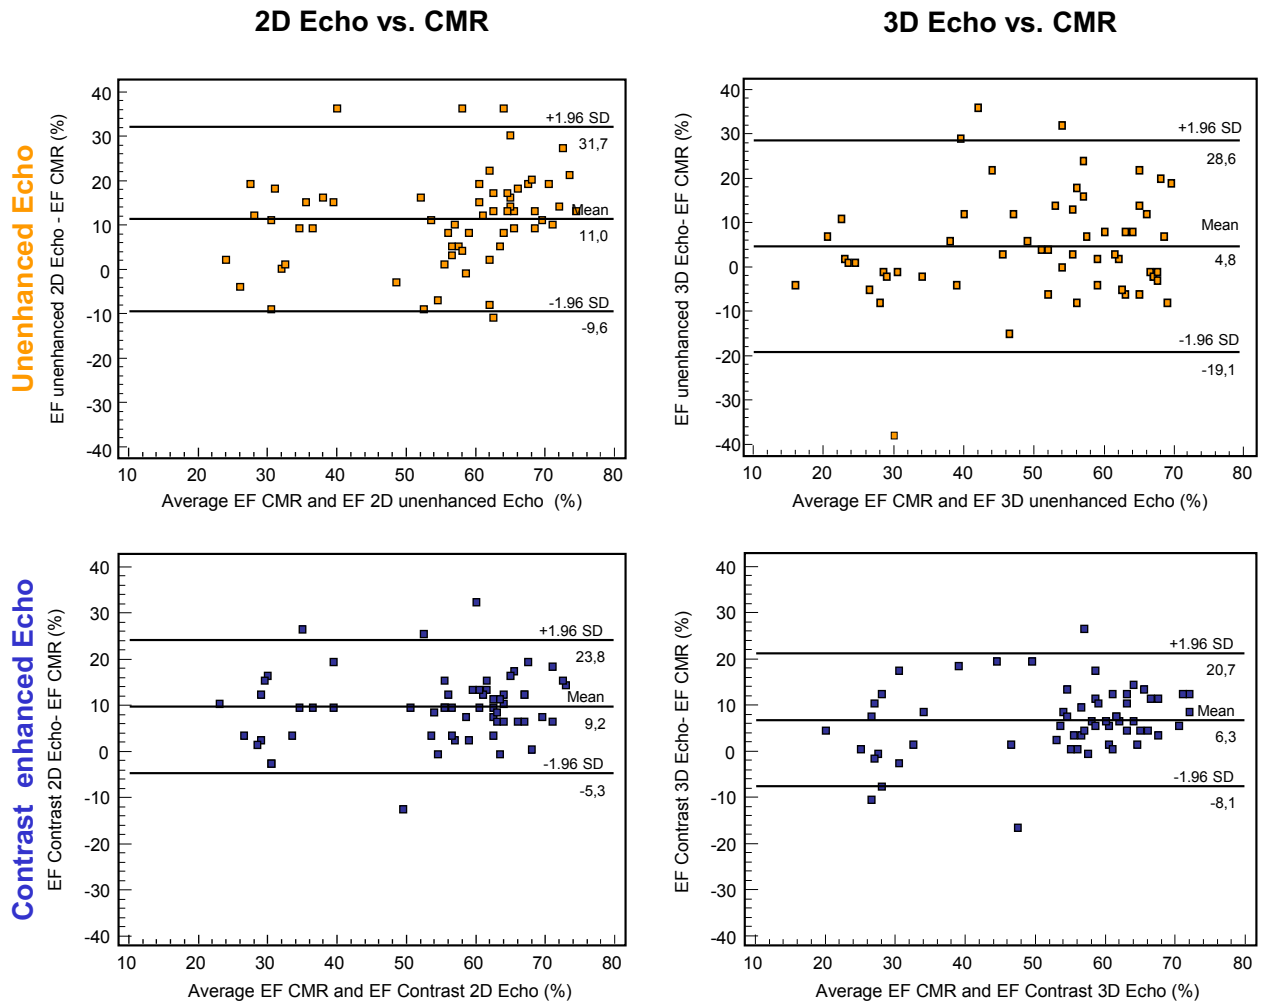 2D Echo vs. CMR
3D Echo vs. CMR
Unenhanced Echo
EF unenhanced 2D Echo - EF CMR (%)
40
30
20
10
0
-10
-20
-30
-40
+1.96 SD
31,7
Mean
11,0
-1.96 SD
-9,6
10 20 30 40 50 60 70 80
Average EF CMR and EF 2D unenhanced Echo (%)
EF unenhanced 3D Echo- EF CMR (%)
40
30
20
10
0
-10
-20
-30
-40
+1.96 SD
28,6
Mean
4,8
-1.96 SD
-19,1
10 20 30 40 50 60 70 80
Average EF CMR and EF 3D unenhanced Echo (%)
Contrast enhanced Echo
EF Contrast 2D Echo- EF CMR (%)
40
30
20
10
0
-10
-20
-30
-40
+1.96 SD
23,8
Mean
9,2
-1.96 SD
-5,3
10 20 30 40 50 60 70 80
Average EF CMR and EF Contrast 2D Echo (%)
EF Contrast 3D Echo- EF CMR (%)
40
30
20
10
0
-10
-20
-30
-40
+1.96 SD
20,7
Mean
6,3
-1.96 SD
-8,1
10 20 30 40 50 60 70 80
Average EF CMR and EF Contrast 3D Echo (%)